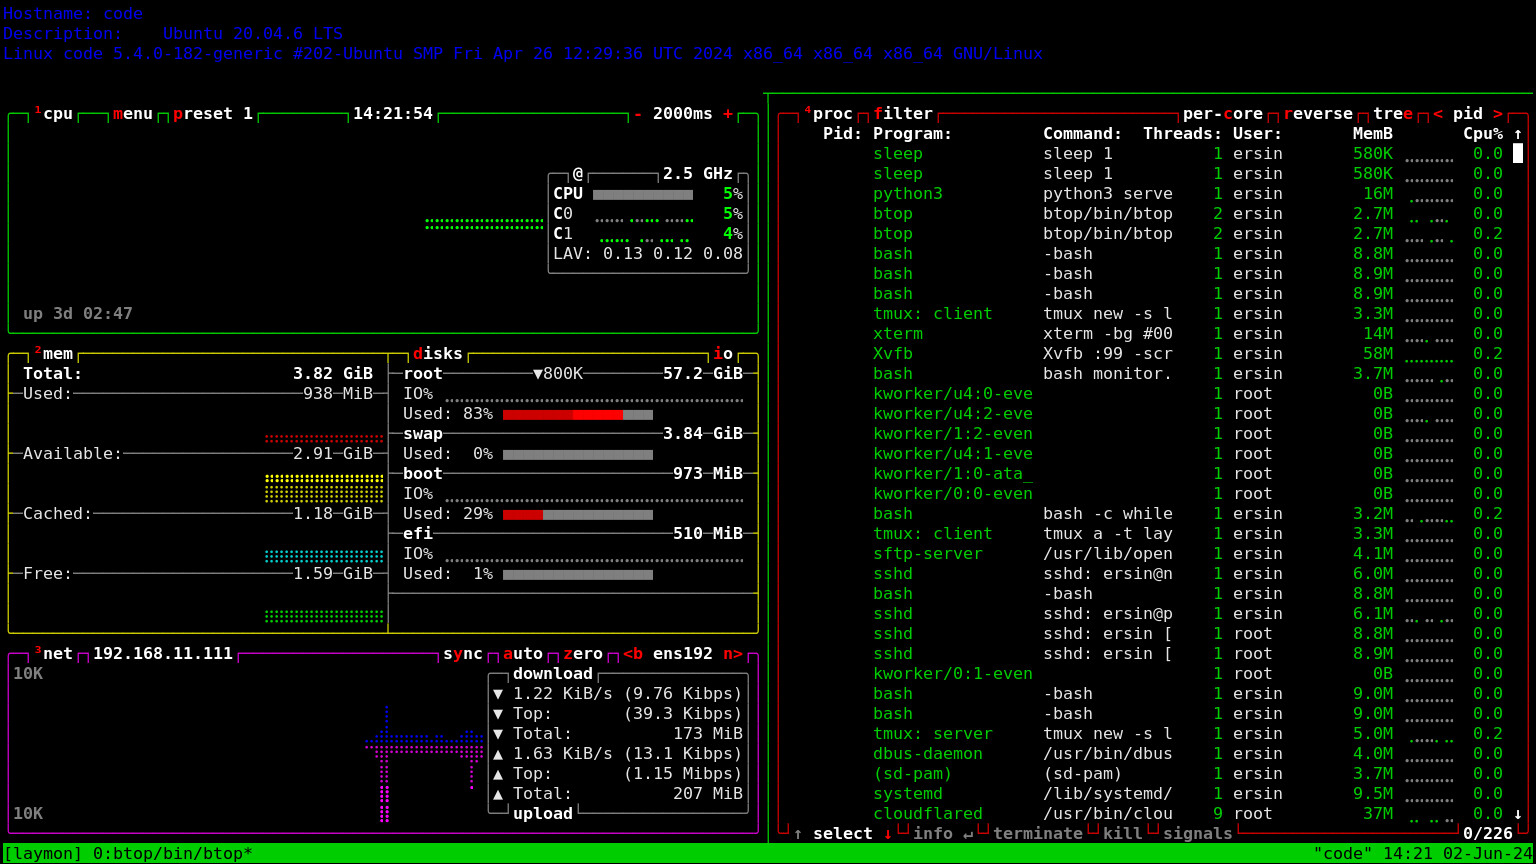 Hostname: code
Description:    Ubuntu 20.04.6 LTS
Linux code 5.4.0-182-generic #202-Ubuntu SMP Fri Apr 26 12:29:36 UTC 2024 x86_64 x86_64 x86_64 GNU/Linux
¹cpu menu preset 1 14:21:54 - 2000ms +
@ 2.5 GHz
CPU 5%
C0 5%
C1 4%
LAV: 0.13 0.12 0.08
up 3d 02:47
²mem
Total: 3.82 GiB
Used: 938 MiB
Available: 2.91 GiB
Cached: 1.18 GiB
Free: 1.59 GiB
disks io
root ▼800K 57.2 GiB
IO%
Used: 83%
swap 3.84 GiB
Used: 0%
boot 973 MiB
IO%
Used: 29%
efi 510 MiB
IO%
Used: 1%
³net 192.168.11.111 sync auto zero <b ens192 n>
10K
download
▼ 1.22 KiB/s (9.76 Kibps)
▼ Top: (39.3 Kibps)
▼ Total: 173 MiB
▲ 1.63 KiB/s (13.1 Kibps)
▲ Top: (1.15 Mibps)
▲ Total: 207 MiB
upload
10K
⁴proc filter per-core reverse tree < pid >
Pid: Program: Command: Threads: User: MemB Cpu% ↑
sleep sleep 1 1 ersin 580K 0.0
sleep sleep 1 1 ersin 580K 0.0
python3 python3 serve 1 ersin 16M 0.0
btop btop/bin/btop 2 ersin 2.7M 0.0
btop btop/bin/btop 2 ersin 2.7M 0.2
bash -bash 1 ersin 8.8M 0.0
bash -bash 1 ersin 8.9M 0.0
bash -bash 1 ersin 8.9M 0.0
tmux: client tmux new -s l 1 ersin 3.3M 0.0
xterm xterm -bg #00 1 ersin 14M 0.0
Xvfb Xvfb :99 -scr 1 ersin 58M 0.2
bash bash monitor. 1 ersin 3.7M 0.0
kworker/u4:0-eve 1 root 0B 0.0
kworker/u4:2-eve 1 root 0B 0.0
kworker/1:2-even 1 root 0B 0.0
kworker/u4:1-eve 1 root 0B 0.0
kworker/1:0-ata_ 1 root 0B 0.0
kworker/0:0-even 1 root 0B 0.0
bash bash -c while 1 ersin 3.2M 0.2
tmux: client tmux a -t lay 1 ersin 3.3M 0.0
sftp-server /usr/lib/open 1 ersin 4.1M 0.0
sshd sshd: ersin@n 1 ersin 6.0M 0.0
bash -bash 1 ersin 8.8M 0.0
sshd sshd: ersin@p 1 ersin 6.1M 0.0
sshd sshd: ersin [ 1 root 8.8M 0.0
sshd sshd: ersin [ 1 root 8.9M 0.0
kworker/0:1-even 1 root 0B 0.0
bash -bash 1 ersin 9.0M 0.0
bash -bash 1 ersin 9.0M 0.0
tmux: server tmux new -s l 1 ersin 5.0M 0.2
dbus-daemon /usr/bin/dbus 1 ersin 4.0M 0.0
(sd-pam) (sd-pam) 1 ersin 3.7M 0.0
systemd /lib/systemd/ 1 ersin 9.5M 0.0
cloudflared /usr/bin/clou 9 root 37M 0.0 ↓
↑ select ↓ info ↵ terminate kill signals 0/226
[laymon] 0:btop/bin/btop* "code" 14:21 02-Jun-24